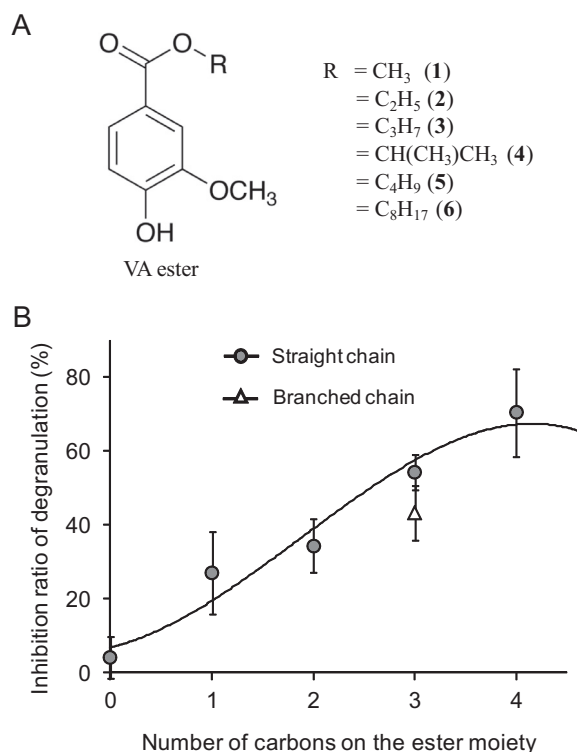 A
O
O
R
OCH₃
OH
VA ester
R = CH₃ (1)
= C₂H₅ (2)
= C₃H₇ (3)
= CH(CH₃)CH₃ (4)
= C₄H₉ (5)
= C₈H₁₇ (6)
B
Straight chain
Branched chain
Inhibition ratio of degranulation (%)
80
60
40
20
0
0 1 2 3 4
Number of carbons on the ester moiety